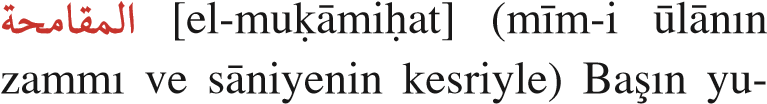 المقامحة [el-muḳāmiḥat] (mīm-i ūlānın
zammı ve sāniyenin kesriyle) Başın yu-